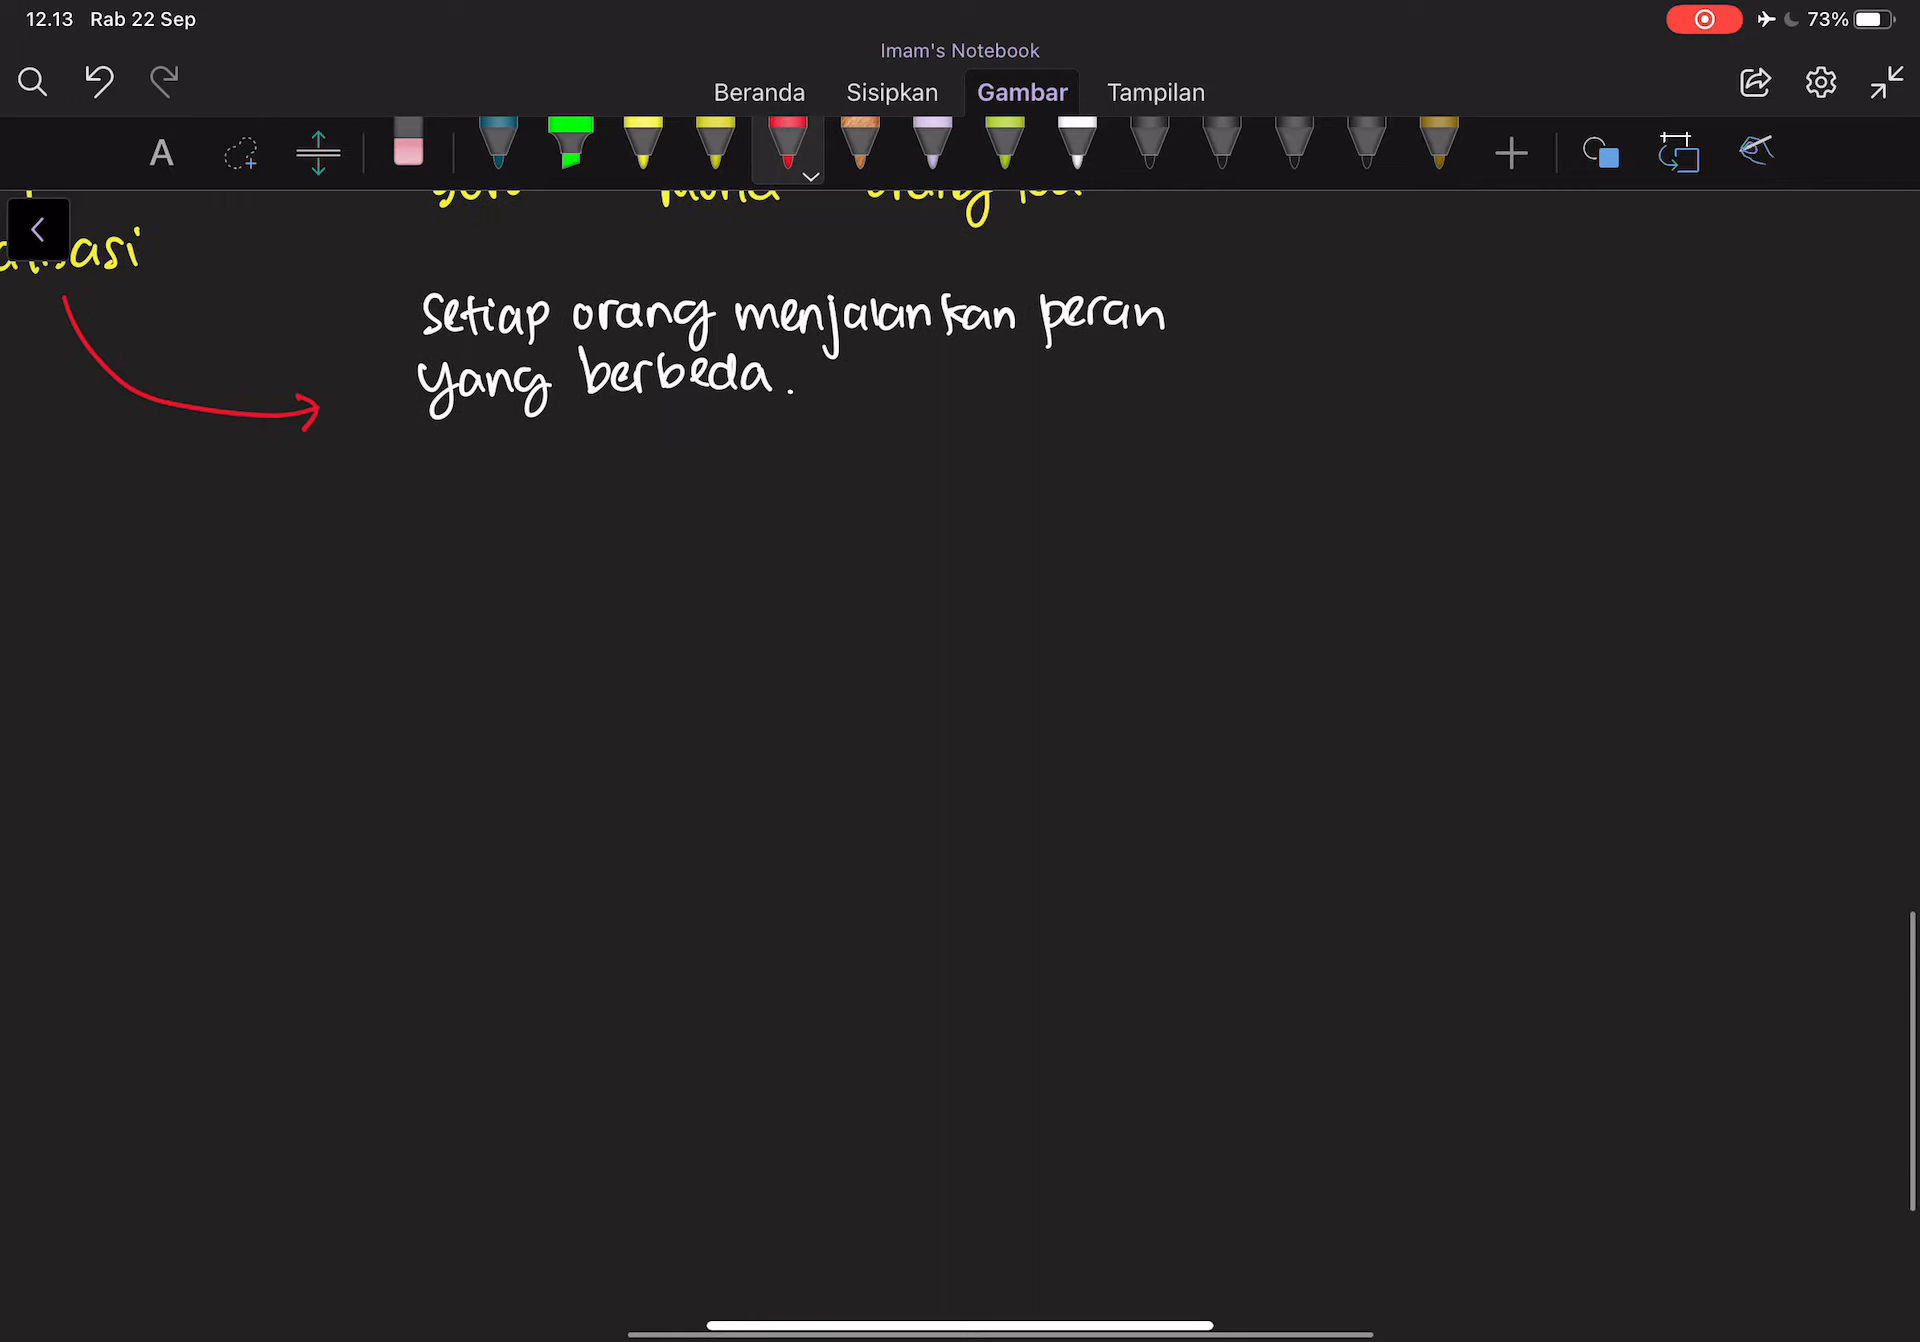 12.13 Rab 22 Sep
73%
Imam's Notebook
Beranda Sisipkan Gambar Tampilan
A
asi
Setiap orang menjalankan peran
yang berbeda.